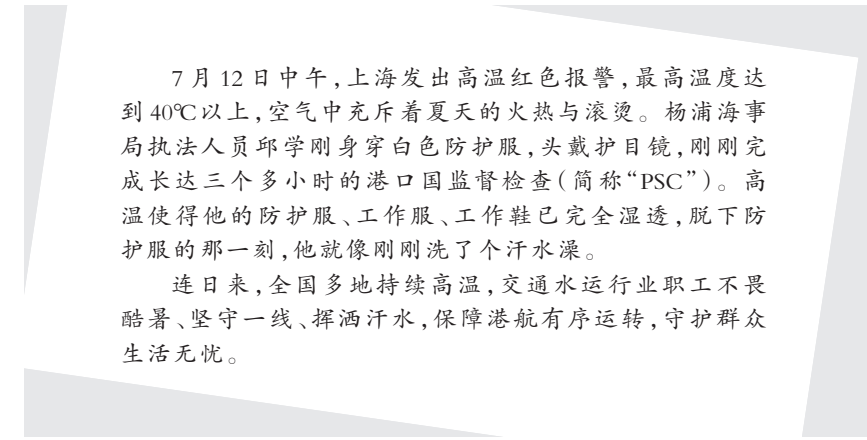 7月12日中午,上海发出高温红色报警,最高温度达
到40℃以上,空气中充斥着夏天的火热与滚烫。杨浦海事
局执法人员邱学刚身穿白色防护服,头戴护目镜,刚刚完
成长达三个多小时的港口国监督检查(简称“PSC”)。高
温使得他的防护服、工作服、工作鞋已完全湿透,脱下防
护服的那一刻,他就像刚刚洗了个汗水澡。
连日来,全国多地持续高温,交通水运行业职工不畏
酷暑、坚守一线、挥洒汗水,保障港航有序运转,守护群众
生活无忧。